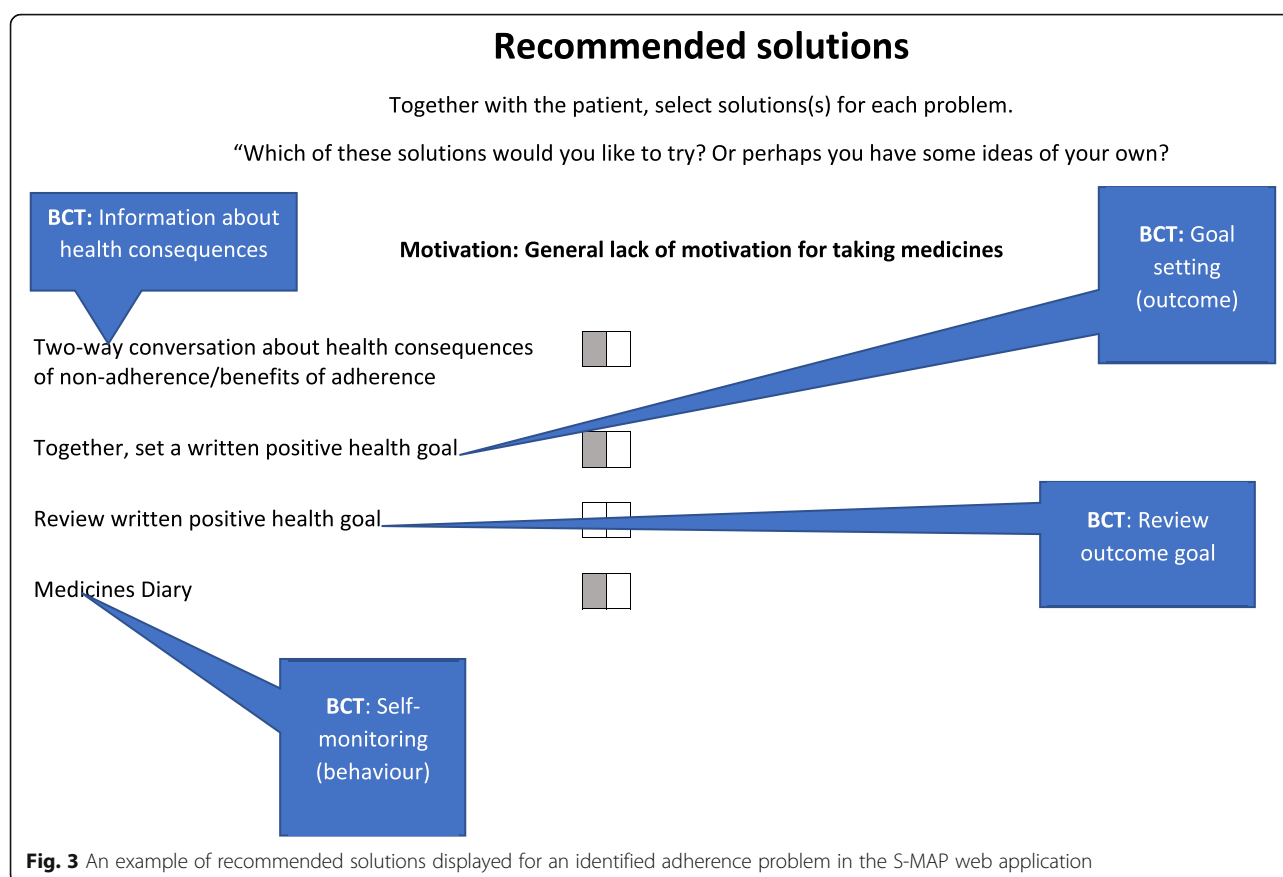 Recommended solutions
Together with the patient, select solutions(s) for each problem.
“Which of these solutions would you like to try? Or perhaps you have some ideas of your own?
BCT: Information about
health consequences
Motivation: General lack of motivation for taking medicines
BCT: Goal
setting
(outcome)
Two-way conversation about health consequences
of non-adherence/benefits of adherence
Together, set a written positive health goal
Review written positive health goal
BCT: Review
outcome goal
Medicines Diary
BCT: Self-
monitoring
(behaviour)
Fig. 3 An example of recommended solutions displayed for an identified adherence problem in the S-MAP web application